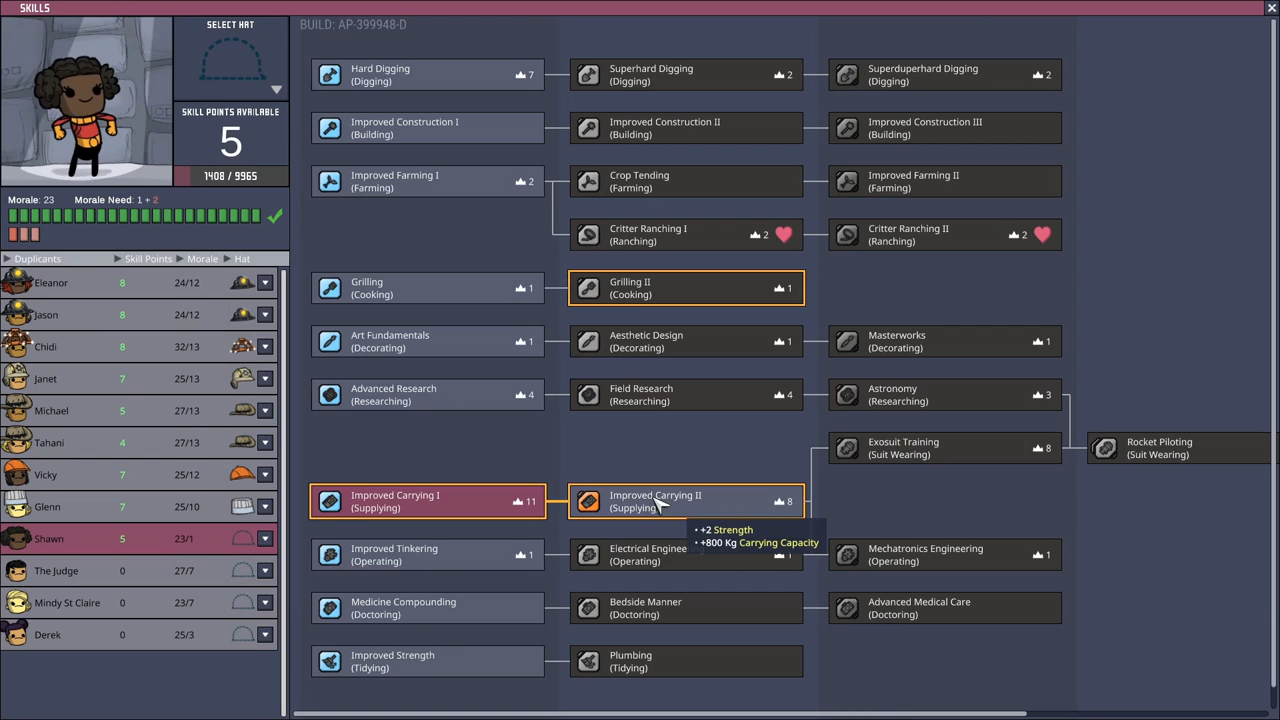 SKILLS
BUILD: AP-399948-D
SELECT HAT
SKILL POINTS AVAILABLE
5
1408 / 9965
Morale: 23 Morale Need: 1 + 2
Duplicants Skill Points Morale Hat
Eleanor 8 24/12
Jason 8 24/12
Chidi 8 32/13
Janet 7 25/13
Michael 5 27/13
Tahani 4 27/13
Vicky 7 25/12
Glenn 7 25/10
Shawn 5 23/1
The Judge 0 27/7
Mindy St Claire 0 23/7
Derek 0 25/3
Hard Digging
(Digging)
7
Superhard Digging
(Digging)
2
Superduperhard Digging
(Digging)
2
Improved Construction I
(Building)
Improved Construction II
(Building)
Improved Construction III
(Building)
Improved Farming I
(Farming)
2
Crop Tending
(Farming)
Improved Farming II
(Farming)
Critter Ranching I
(Ranching)
2
Critter Ranching II
(Ranching)
2
Grilling
(Cooking)
1
Grilling II
(Cooking)
1
Art Fundamentals
(Decorating)
1
Aesthetic Design
(Decorating)
1
Masterworks
(Decorating)
1
Advanced Research
(Researching)
4
Field Research
(Researching)
4
Astronomy
(Researching)
3
Exosuit Training
(Suit Wearing)
8
Rocket Piloting
(Suit Wearing)
Improved Carrying I
(Supplying)
11
Improved Carrying II
(Supplying)
8
• +2 Strength
• +800 Kg Carrying Capacity
Improved Tinkering
(Operating)
1
Electrical Engine
(Operating)
1
Mechatronics Engineering
(Operating)
1
Medicine Compounding
(Doctoring)
Bedside Manner
(Doctoring)
Advanced Medical Care
(Doctoring)
Improved Strength
(Tidying)
Plumbing
(Tidying)